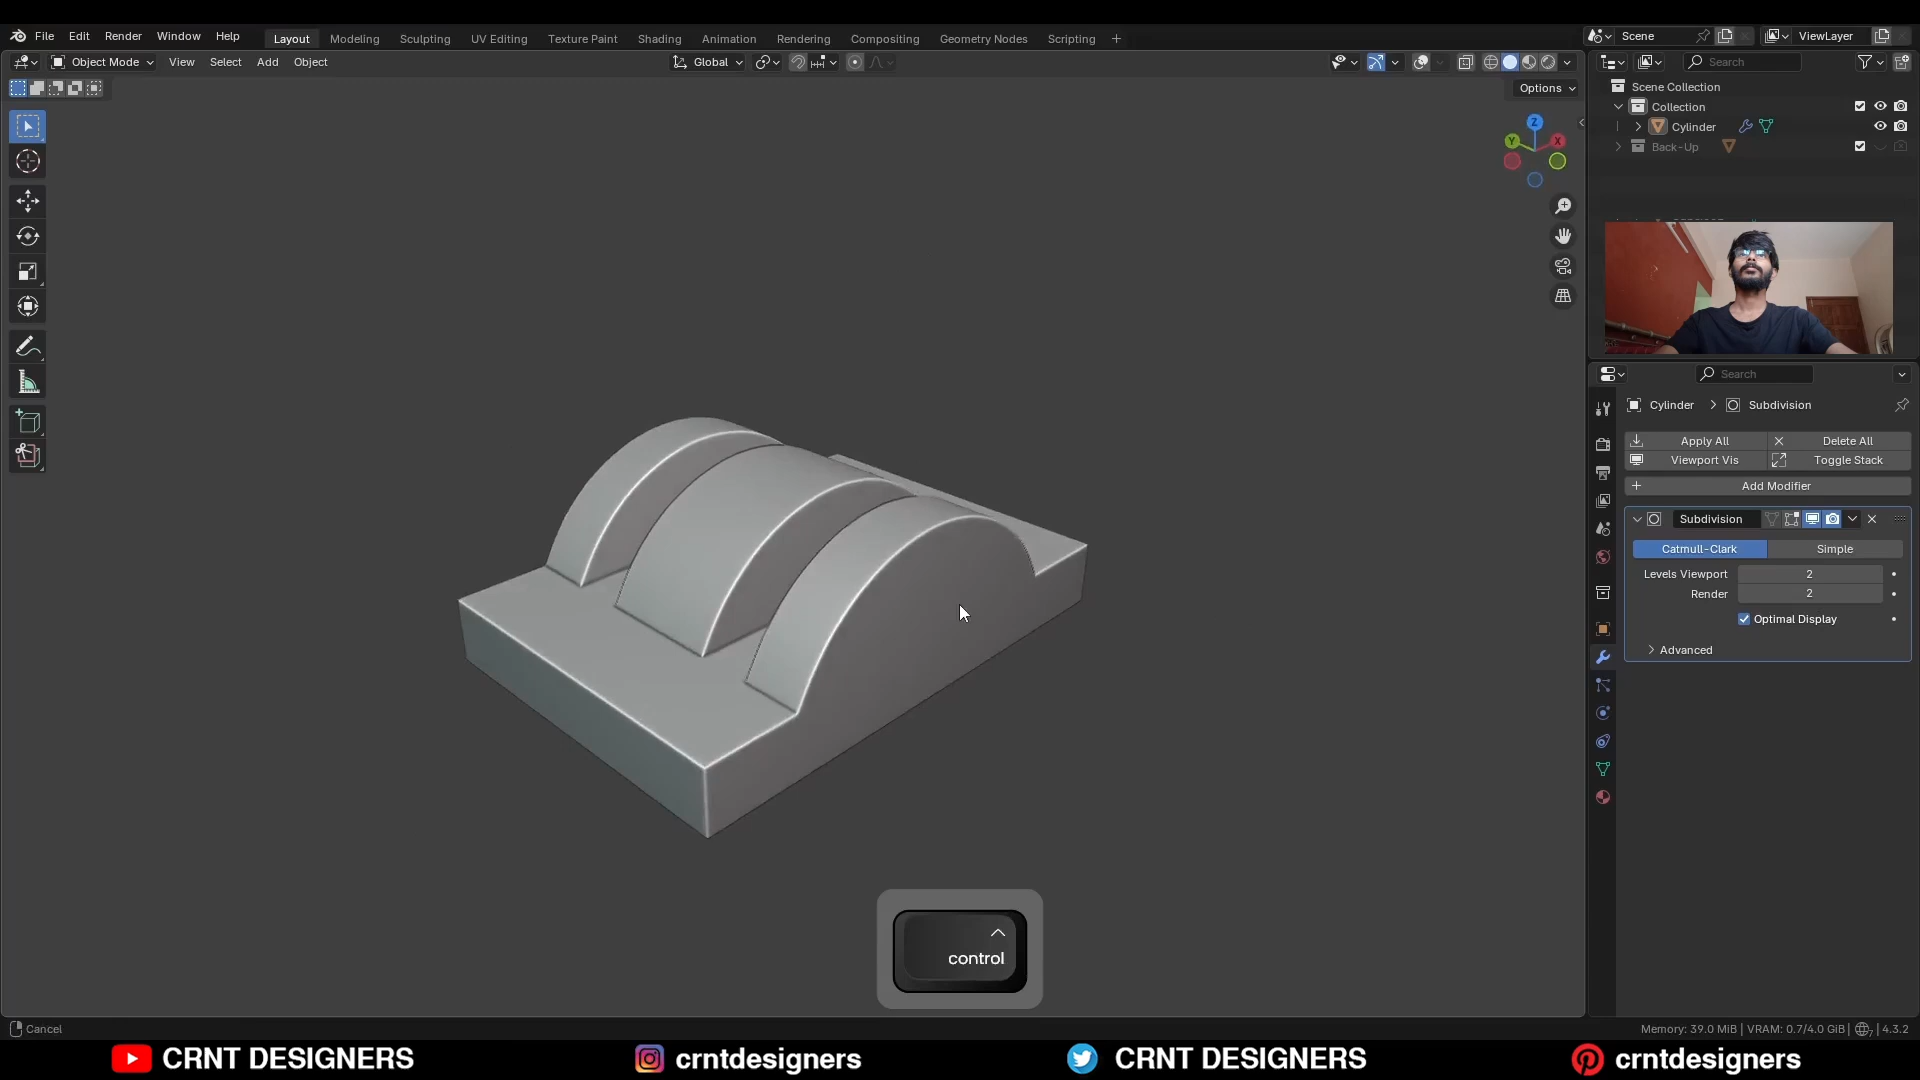 File Edit Render Window Help Layout Modeling Sculpting UV Editing Texture Paint Shading Animation Rendering Compositing Geometry Nodes Scripting + Scene ViewLayer
Object Mode View Select Add Object Global Search
Options
Z
Y X
Scene Collection
Collection
Cylinder
Back-Up
Search
Cylinder > Subdivision
Apply All Delete All
Viewport Vis Toggle Stack
Add Modifier
Subdivision
Catmull-Clark Simple
Levels Viewport 2
Render 2
Optimal Display
Advanced
control
Cancel
Memory: 39.0 MiB | VRAM: 0.7/4.0 GiB | 4.3.2
CRNT DESIGNERS crntdesigners CRNT DESIGNERS crntdesigners